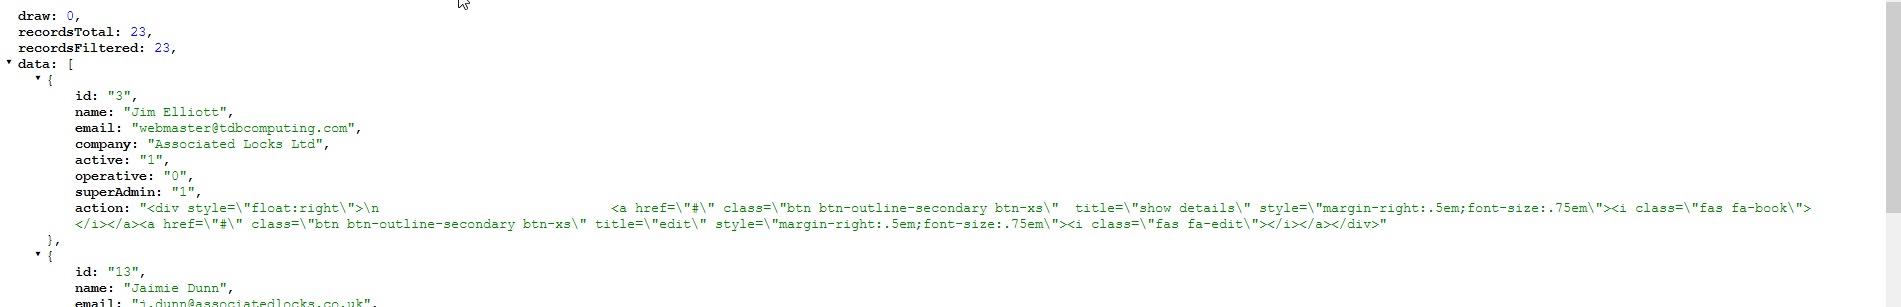 draw: 0,
recordsTotal: 23,
recordsFiltered: 23,
data: [
{
id: "3",
name: "Jim Elliott",
email: "webmaster@tdbcomputing.com",
company: "Associated Locks Ltd",
active: "1",
operative: "0",
superAdmin: "1",
action: "<div style=\"float:right\">\n <a href=\"#\" class=\"btn btn-outline-secondary btn-xs\" title=\"show details\" style=\"margin-right:.5em;font-size:.75em\"><i class=\"fas fa-book\">
</i></a><a href=\"#\" class=\"btn btn-outline-secondary btn-xs\" title=\"edit\" style=\"margin-right:.5em;font-size:.75em\"><i class=\"fas fa-edit\"></i></a></div>"
},
{
id: "13",
name: "Jaimie Dunn",
email: "j.dunn@associatedlocks.co.uk",